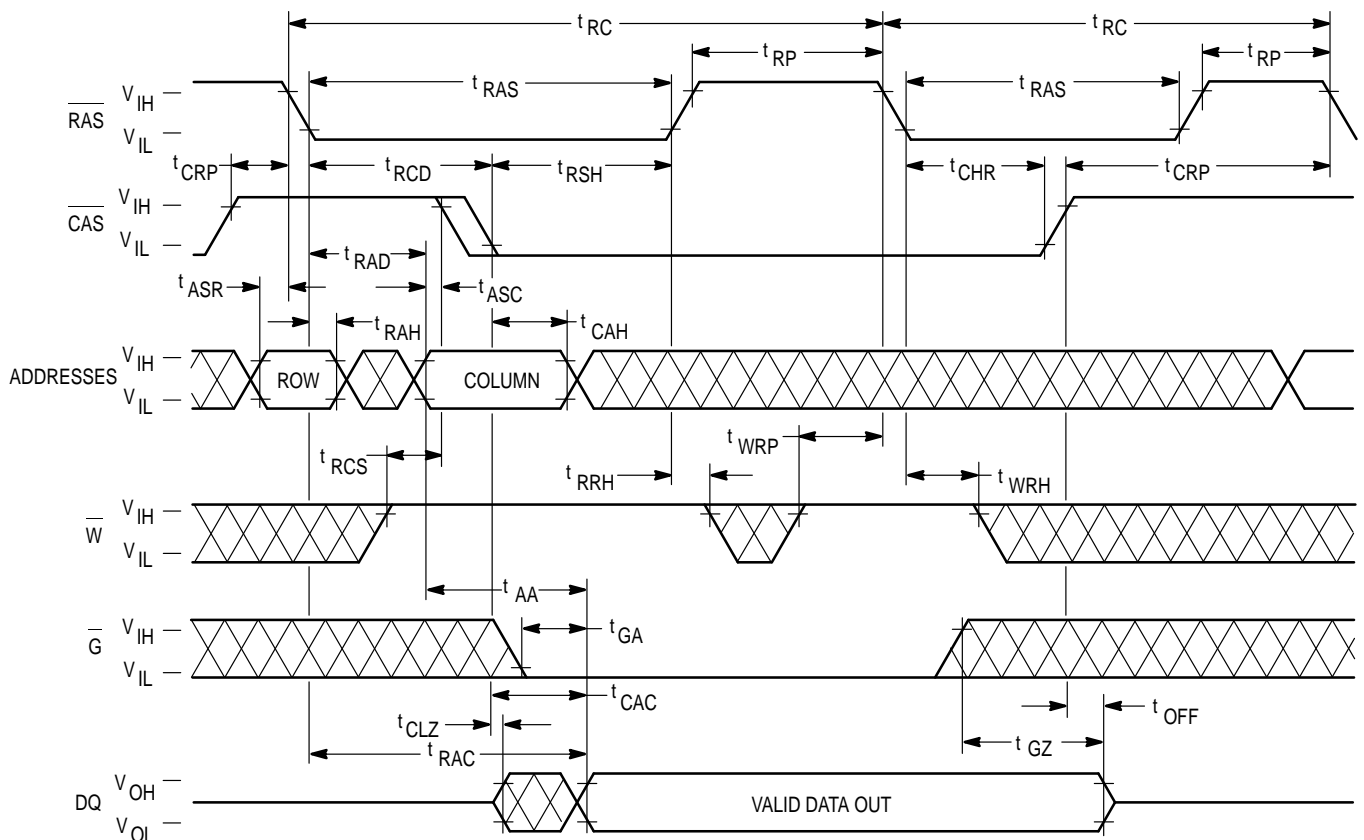 t RC t RC
t RP t RP
t RAS t RAS
V IH
RAS
V IL
t CRP t RCD t RSH t CHR t CRP
V IH
CAS
V IL
t RAD
t ASR t ASC
t RAH t CAH
V IH
ADDRESSES ROW COLUMN
V IL
t RCS t RRH t WRP t WRH
V IH
W
V IL
t AA
V IH
G
V IL
t GA
t CAC
t CLZ t OFF
t RAC t GZ
V OH
DQ VALID DATA OUT
V OL